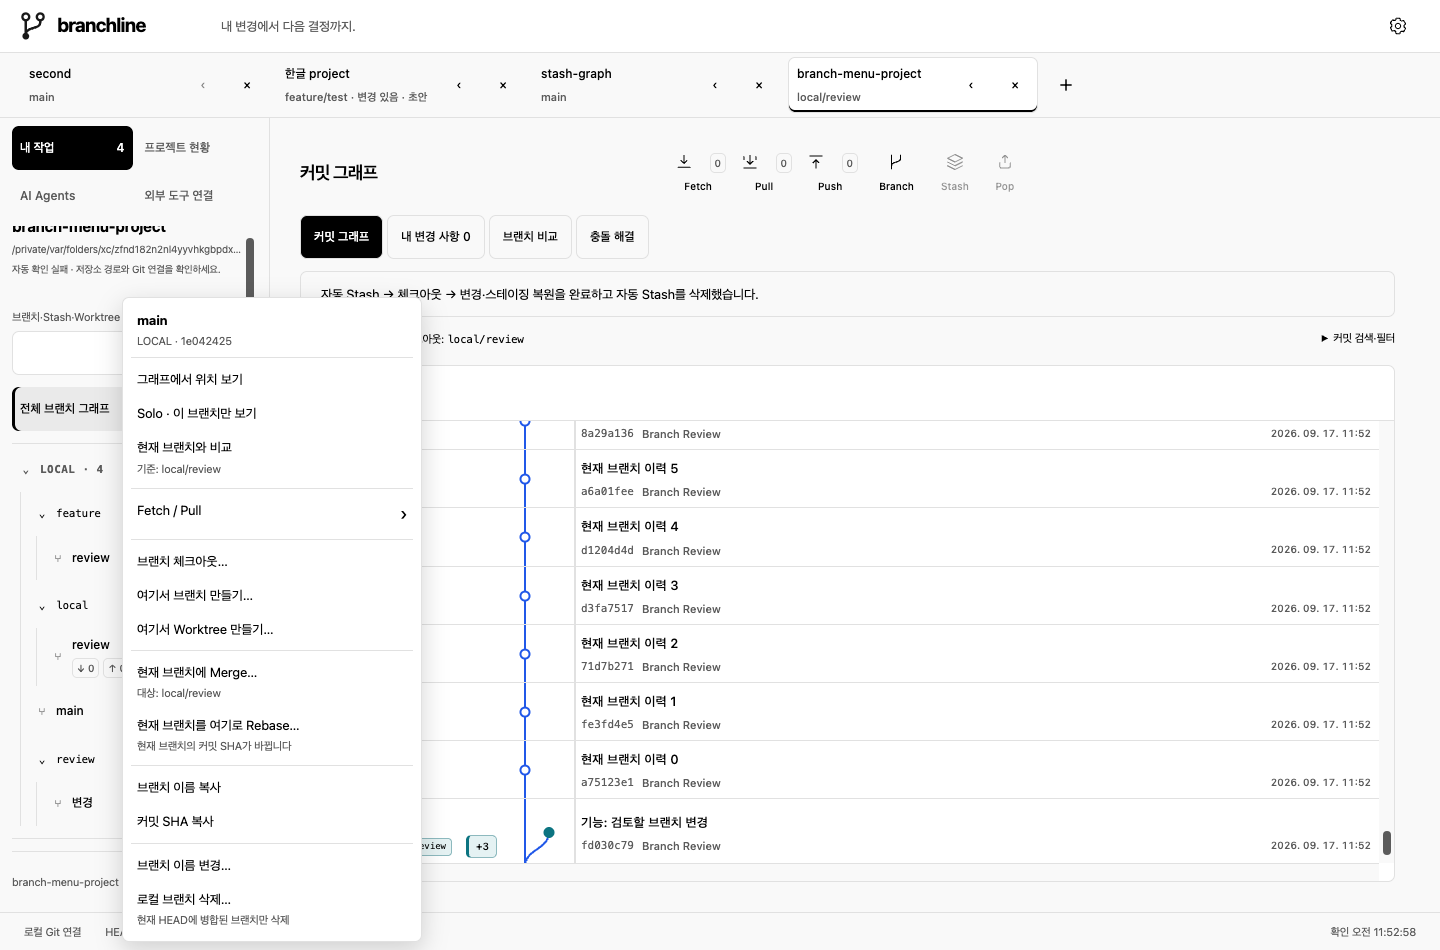 branchline
내 변경에서 다음 결정까지.
second
main
한글 project
feature/test · 변경 있음 · 초안
stash-graph
main
branch-menu-project
local/review
내 작업 4
프로젝트 현황
AI Agents
외부 도구 연결
branch-menu-project
/private/var/folders/xc/zfnd182n2nl4yyvhkgbpdx...
자동 확인 실패 · 저장소 경로와 Git 연결을 확인하세요.
브랜치·Stash·Worktree
전체 브랜치 그래프
LOCAL · 4
feature
review
local
review
↓ 0 ↑
main
review
변경
branch-menu-project
main
LOCAL · 1e042425
그래프에서 위치 보기
Solo · 이 브랜치만 보기
현재 브랜치와 비교
기준: local/review
Fetch / Pull
브랜치 체크아웃...
여기서 브랜치 만들기...
여기서 Worktree 만들기...
현재 브랜치에 Merge...
대상: local/review
현재 브랜치를 여기로 Rebase...
현재 브랜치의 커밋 SHA가 바뀝니다
브랜치 이름 복사
커밋 SHA 복사
브랜치 이름 변경...
로컬 브랜치 삭제...
현재 HEAD에 병합된 브랜치만 삭제
커밋 그래프
0 0 0
Fetch Pull Push Branch Stash Pop
커밋 그래프
내 변경 사항 0
브랜치 비교
충돌 해결
자동 Stash → 체크아웃 → 변경·스테이징 복원을 완료하고 자동 Stash를 삭제했습니다.
아웃: local/review
▶ 커밋 검색·필터
8a29a136 Branch Review 2026. 09. 17. 11:52
현재 브랜치 이력 5
a6a01fee Branch Review 2026. 09. 17. 11:52
현재 브랜치 이력 4
d1204d4d Branch Review 2026. 09. 17. 11:52
현재 브랜치 이력 3
d3fa7517 Branch Review 2026. 09. 17. 11:52
현재 브랜치 이력 2
71d7b271 Branch Review 2026. 09. 17. 11:52
현재 브랜치 이력 1
fe3fd4e5 Branch Review 2026. 09. 17. 11:52
현재 브랜치 이력 0
a75123e1 Branch Review 2026. 09. 17. 11:52
기능: 검토할 브랜치 변경
eview +3
fd030c79 Branch Review 2026. 09. 17. 11:52
로컬 Git 연결
HEA
확인 오전 11:52:58